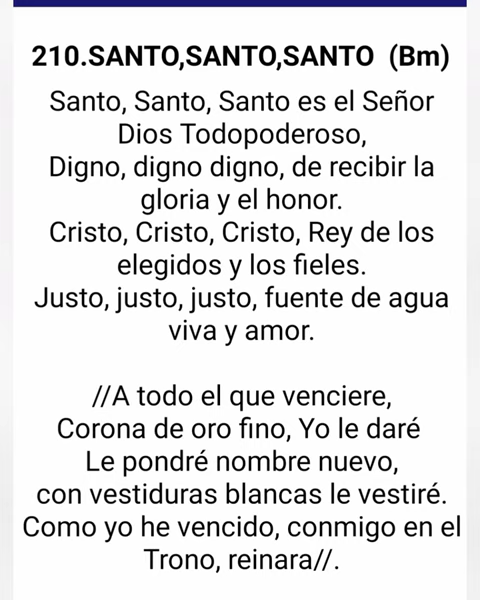 210.SANTO,SANTO,SANTO (Bm)
Santo, Santo, Santo es el Señor
Dios Todopoderoso,
Digno, digno digno, de recibir la
gloria y el honor.
Cristo, Cristo, Cristo, Rey de los
elegidos y los fieles.
Justo, justo, justo, fuente de agua
viva y amor.
//A todo el que venciere,
Corona de oro fino, Yo le daré
Le pondré nombre nuevo,
con vestiduras blancas le vestiré.
Como yo he vencido, conmigo en el
Trono, reinara//.